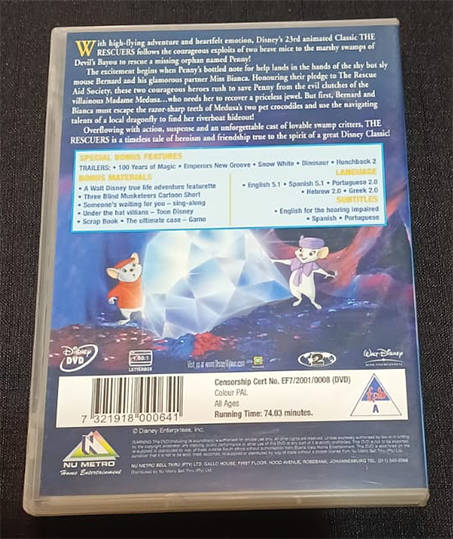 With high-flying adventure and heartfelt emotion, Disney's 23rd animated Classic THE
RESCUERS follows the courageous exploits of two brave mice to the marshy swamps of
Devil's Bayou to rescue a missing orphan named Penny!
The excitement begins when Penny's bottled note for help lands in the hands of the shy but sly
mouse Bernard and his glamorous partner Miss Bianca. Honouring their pledge to The Rescue
Aid Society, these two courageous heroes rush to save Penny from the evil clutches of the
villainous Madame Medusa...who needs her to recover a priceless jewel. But first, Bernard and
Bianca must escape the razor-sharp teeth of Medusa's two pet crocodiles and use the navigating
talents of a local dragonfly to find her riverboat hideout!
Overflowing with action, suspense and an unforgettable cast of lovable swamp critters, THE
RESCUERS is a timeless tale of heroism and friendship true to the spirit of a great Disney Classic!
SPECIAL BONUS FEATURES
TRAILERS: • 100 Years of Magic • Emperors New Groove • Snow White • Dinosaur • Hunchback 2
BONUS MATERIALS
• A Walt Disney true life adventure featurette
• Three Blind Musketeers Cartoon Short
• Someone's waiting for you – sing-along
• Under the hat villians – Toon Disney
• Scrap Book • The ultimate case – Game
LANGUAGE
• English 5.1 • Spanish 5.1 • Portuguese 2.0
• Hebrew 2.0 • Greek 2.0
SUBTITLES
• English for the hearing impaired
• Spanish • Portuguese
Disney
DVD
LETTERBOX
WALT DISNEY
7 321918 000641
Censorship Cert No. EF7/2001/0008 (DVD)
Colour PAL
All Ages
Running Time: 74.03 minutes.
A
© Disney Enterprises, Inc.
NU METRO
Home Entertainment